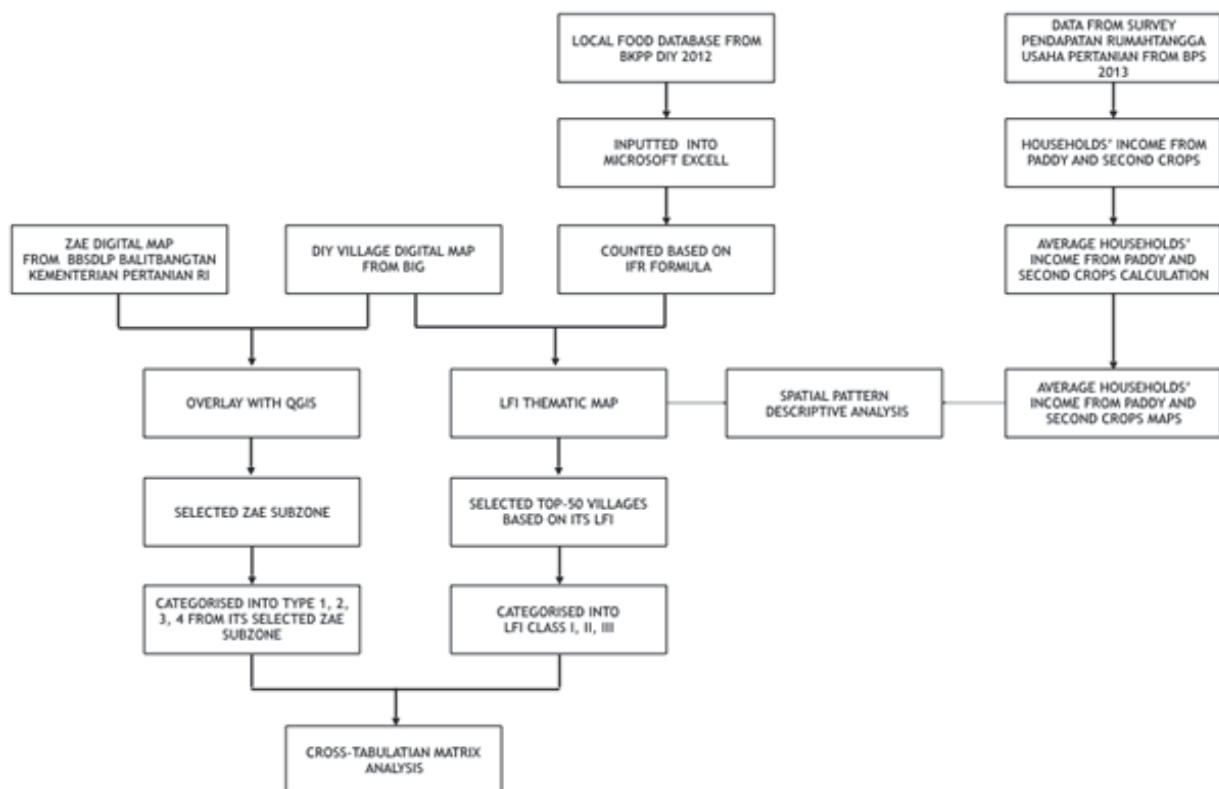 LOCAL FOOD DATABASE FROM
BKPP DIY 2012
DATA FROM SURVEY
PENDAPATAN RUMAHTANGGA
USAHA PERTANIAN FROM BPS
2013
INPUTTED INTO
MICROSOFT EXCELL
HOUSEHOLDS' INCOME FROM
PADDY AND SECOND CROPS
ZAE DIGITAL MAP
FROM BBSDLP BALITBANGTAN
KEMENTERIAN PERTANIAN RI
DIY VILLAGE DIGITAL MAP
FROM BIG
COUNTED BASED ON
IFR FORMULA
AVERAGE HOUSEHOLDS'
INCOME FROM PADDY AND
SECOND CROPS CALCULATION
OVERLAY WITH QGIS
LFI THEMATIC MAP
SPATIAL PATTERN
DESCRIPTIVE ANALYSIS
AVERAGE HOUSEHOLDS'
INCOME FROM PADDY AND
SECOND CROPS MAPS
SELECTED ZAE SUBZONE
SELECTED TOP-50 VILLAGES
BASED ON ITS LFI
CATEGORISED INTO TYPE 1, 2,
3, 4 FROM ITS SELECTED ZAE
SUBZONE
CATEGORISED INTO
LFI CLASS I, II, III
CROSS-TABULATIAN MATRIX
ANALYSIS